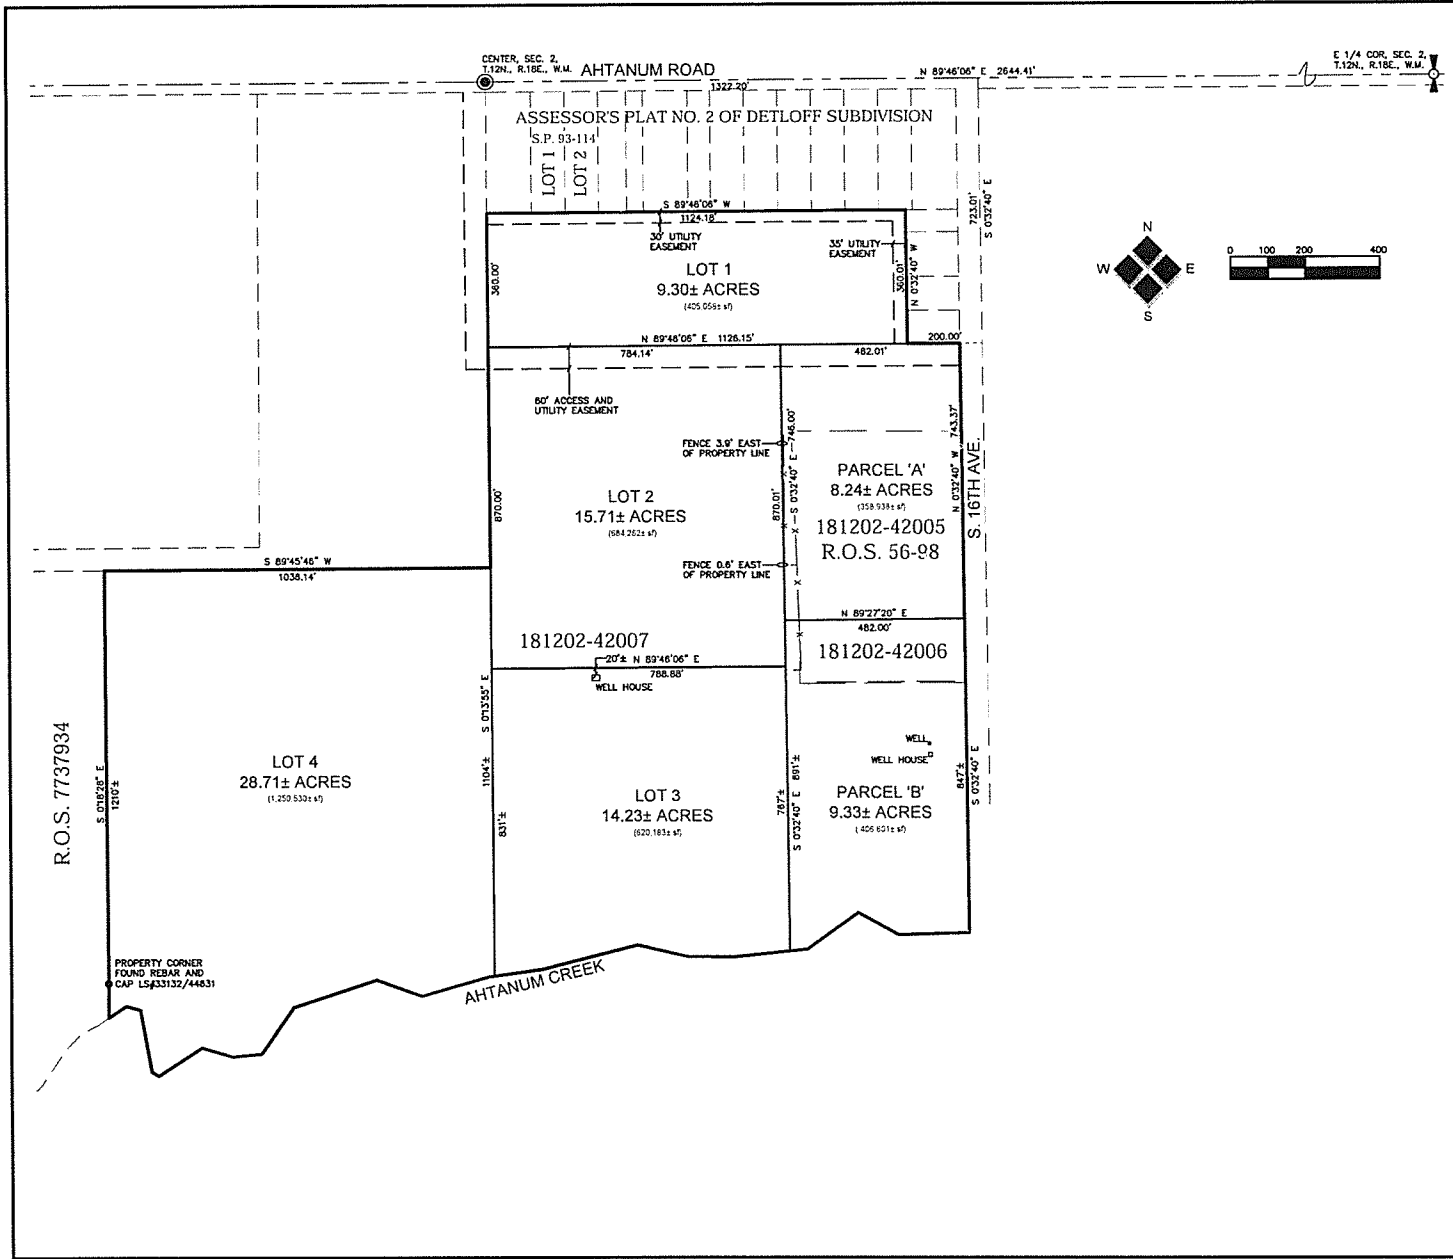 CENTER, SEC. 2,
T.12N., R.18E., W.M.
AHTANUM ROAD
N 89°46'06" E 2644.41'
E 1/4 COR, SEC. 2,
T.12N., R.18E., W.M.
1322.20'
ASSESSOR'S PLAT NO. 2 OF DETLOFF SUBDIVISION
S.P. 93-114
LOT 1
LOT 2
723.01'
S 0°32'40" E
S 89°46'06" W
1124.18'
30' UTILITY
EASEMENT
35' UTILITY
EASEMENT
360.00'
LOT 1
9.30± ACRES
(405,059± sf)
360.01'
N 0°32'40" W
N
W E
S
0 100 200 400
N 89°46'06" E 1126.15'
200.00'
784.14'
482.01'
60' ACCESS AND
UTILITY EASEMENT
FENCE 3.9' EAST
OF PROPERTY LINE
746.00'
S 0°32'40" E
743.37'
N 0°32'40" W
S. 16TH AVE.
PARCEL 'A'
8.24± ACRES
(358,938± sf)
181202-42005
R.O.S. 56-98
870.00'
LOT 2
15.71± ACRES
(684,262± sf)
870.01'
FENCE 0.6' EAST
OF PROPERTY LINE
S 89°45'46" W
1038.14'
N 89°27'20" E
482.00'
181202-42007
181202-42006
20'± N 89°46'06" E
788.88'
WELL HOUSE
S 0°13'55" E
1104'±
R.O.S. 7737934
S 0°18'28" E
1210'±
LOT 4
28.71± ACRES
(1,250,530± sf)
831'±
LOT 3
14.23± ACRES
(620,183± sf)
787'±
S 0°32'40" E 891'±
WELL
WELL HOUSE
PARCEL 'B'
9.33± ACRES
847'±
S 0°32'40" E
PROPERTY CORNER
FOUND REBAR AND
CAP LS#33132/44831
AHTANUM CREEK